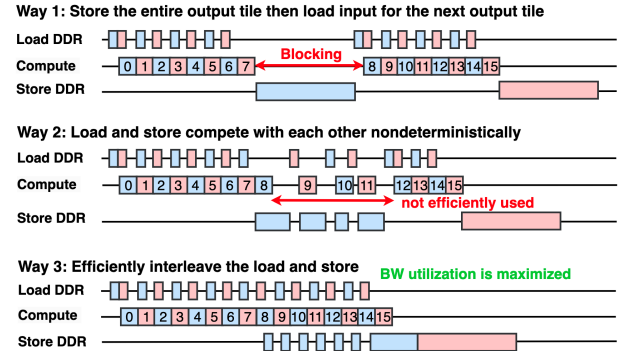 Way 1: Store the entire output tile then load input for the next output tile
Load DDR
Blocking
Compute 0 1 2 3 4 5 6 7 8 9 10 11 12 13 14 15
Store DDR
Way 2: Load and store compete with each other nondeterministically
Load DDR
Compute 0 1 2 3 4 5 6 7 8 9 10 11 12 13 14 15
not efficiently used
Store DDR
Way 3: Efficiently interleave the load and store
BW utilization is maximized
Load DDR
Compute 0 1 2 3 4 5 6 7 8 9 10 11 12 13 14 15
Store DDR